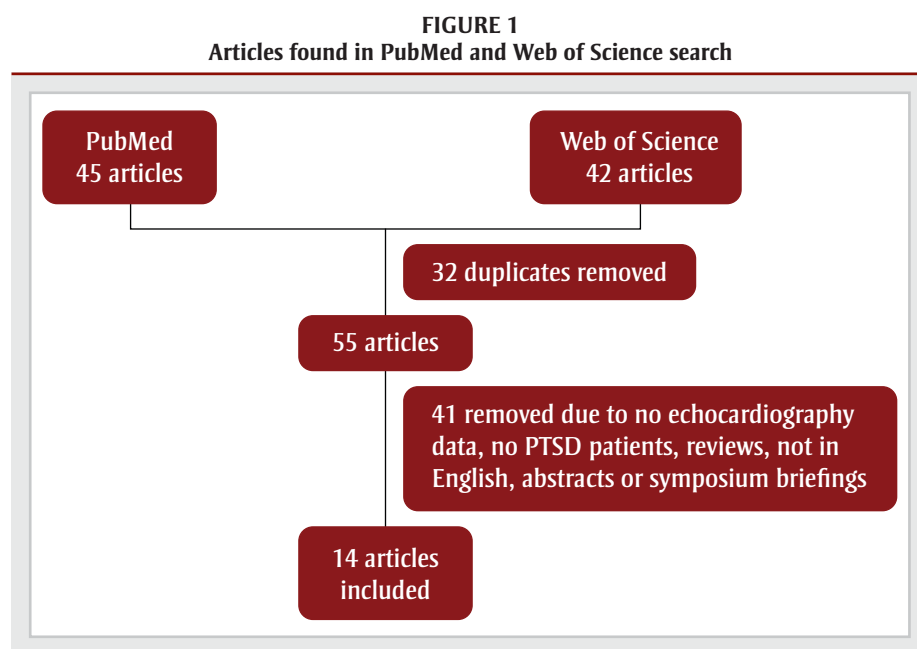 FIGURE 1
Articles found in PubMed and Web of Science search
PubMed
45 articles
Web of Science
42 articles
32 duplicates removed
55 articles
41 removed due to no echocardiography
data, no PTSD patients, reviews, not in
English, abstracts or symposium briefings
14 articles
included